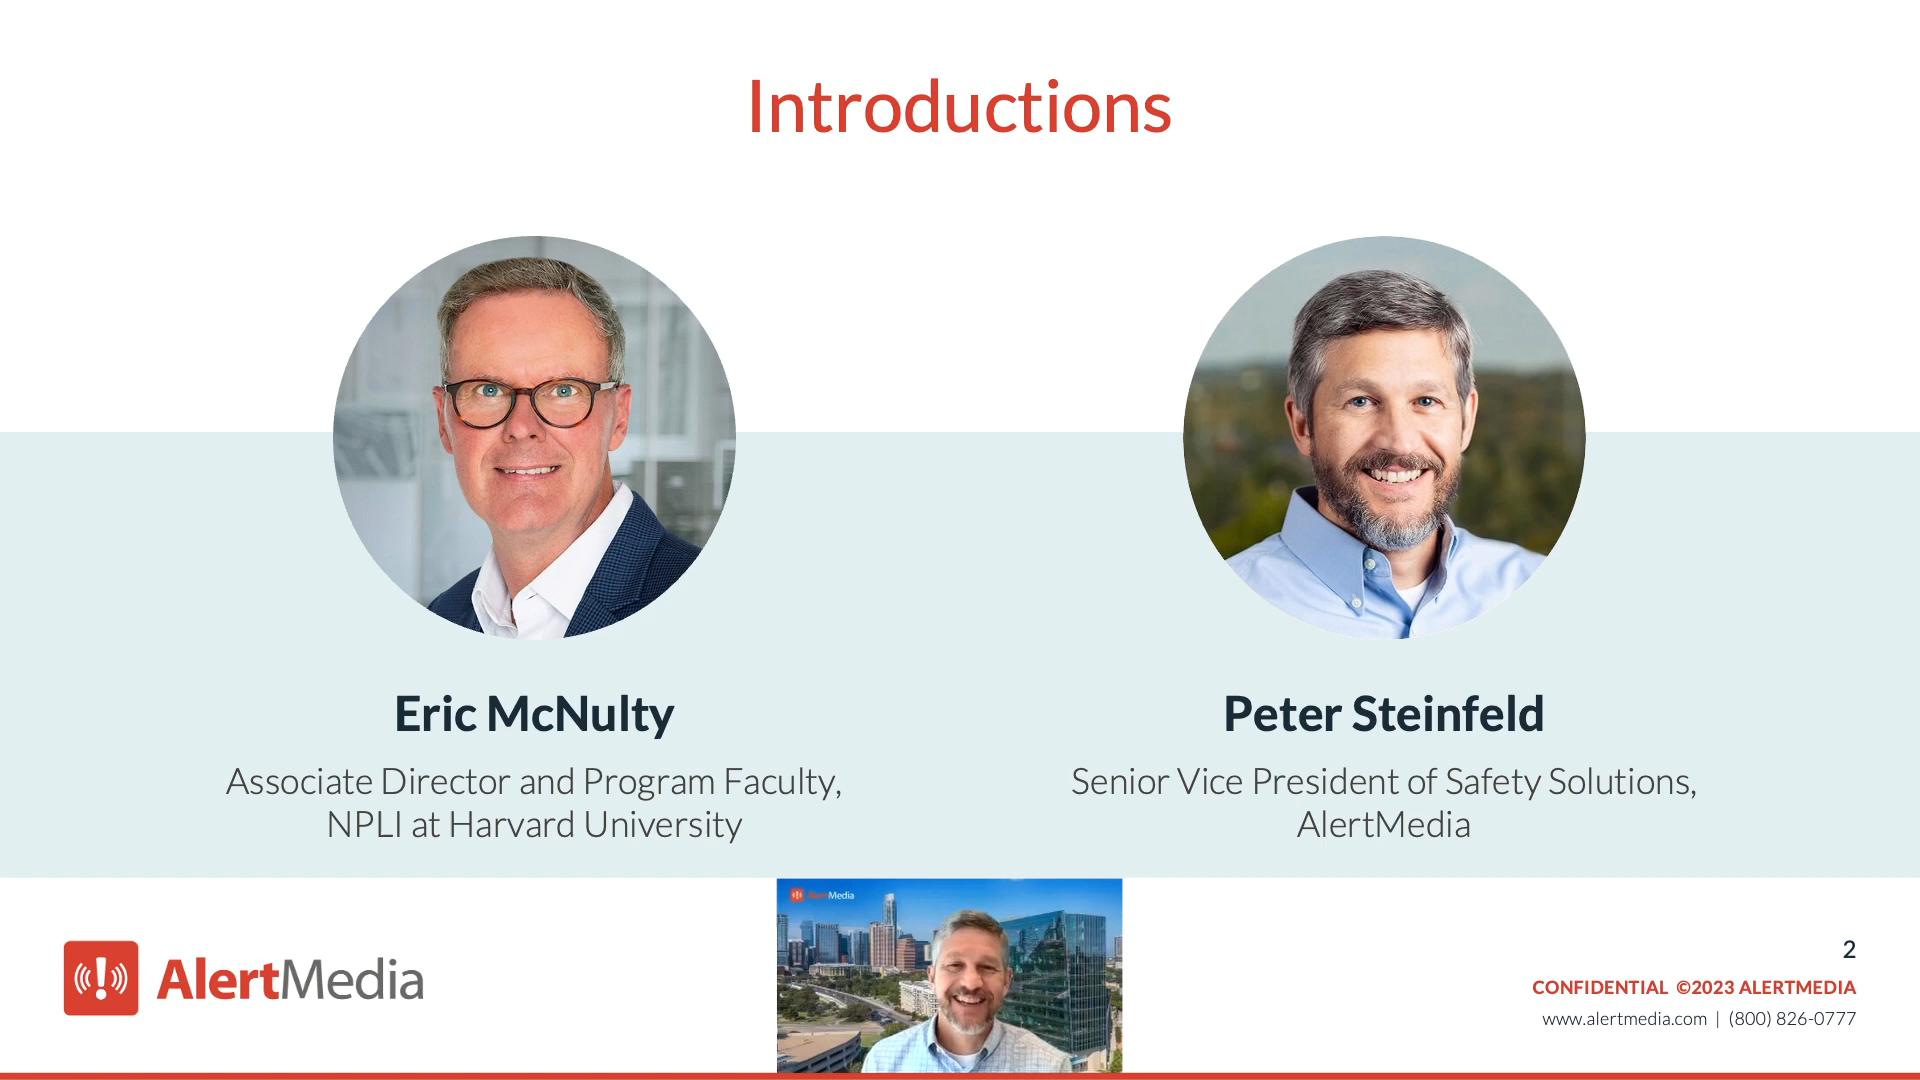 Introductions
Eric McNulty
Associate Director and Program Faculty,
NPLI at Harvard University
Peter Steinfeld
Senior Vice President of Safety Solutions,
AlertMedia
AlertMedia
AlertMedia
2
CONFIDENTIAL ©2023 ALERTMEDIA
www.alertmedia.com | (800) 826-0777